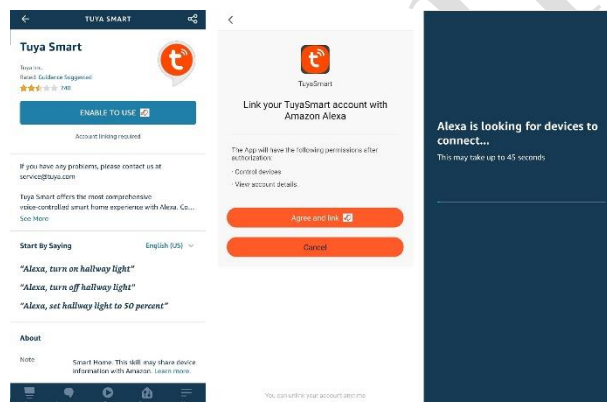 TUYA SMART
Tuya Smart
Tuya Inc.
Rated: Guidance Suggested
740
ENABLE TO USE
Account linking required
If you have any problems, please contact us at
service@tuya.com
Tuya Smart offers the most comprehensive
voice-controlled smart home experience with Alexa. Co...
See More
Start By Saying
English (US)
“Alexa, turn on hallway light”
“Alexa, turn off hallway light”
“Alexa, set hallway light to 50 percent”
About
Note
Smart Home. This skill may share device
information with Amazon. Learn more.
TuyaSmart
Link your TuyaSmart account with
Amazon Alexa
The App will have the following permissions after
authorization:
· Control devices
· View account details
Agree and link
Cancel
You can unlink your account anytime
Alexa is looking for devices to
connect...
This may take up to 45 seconds